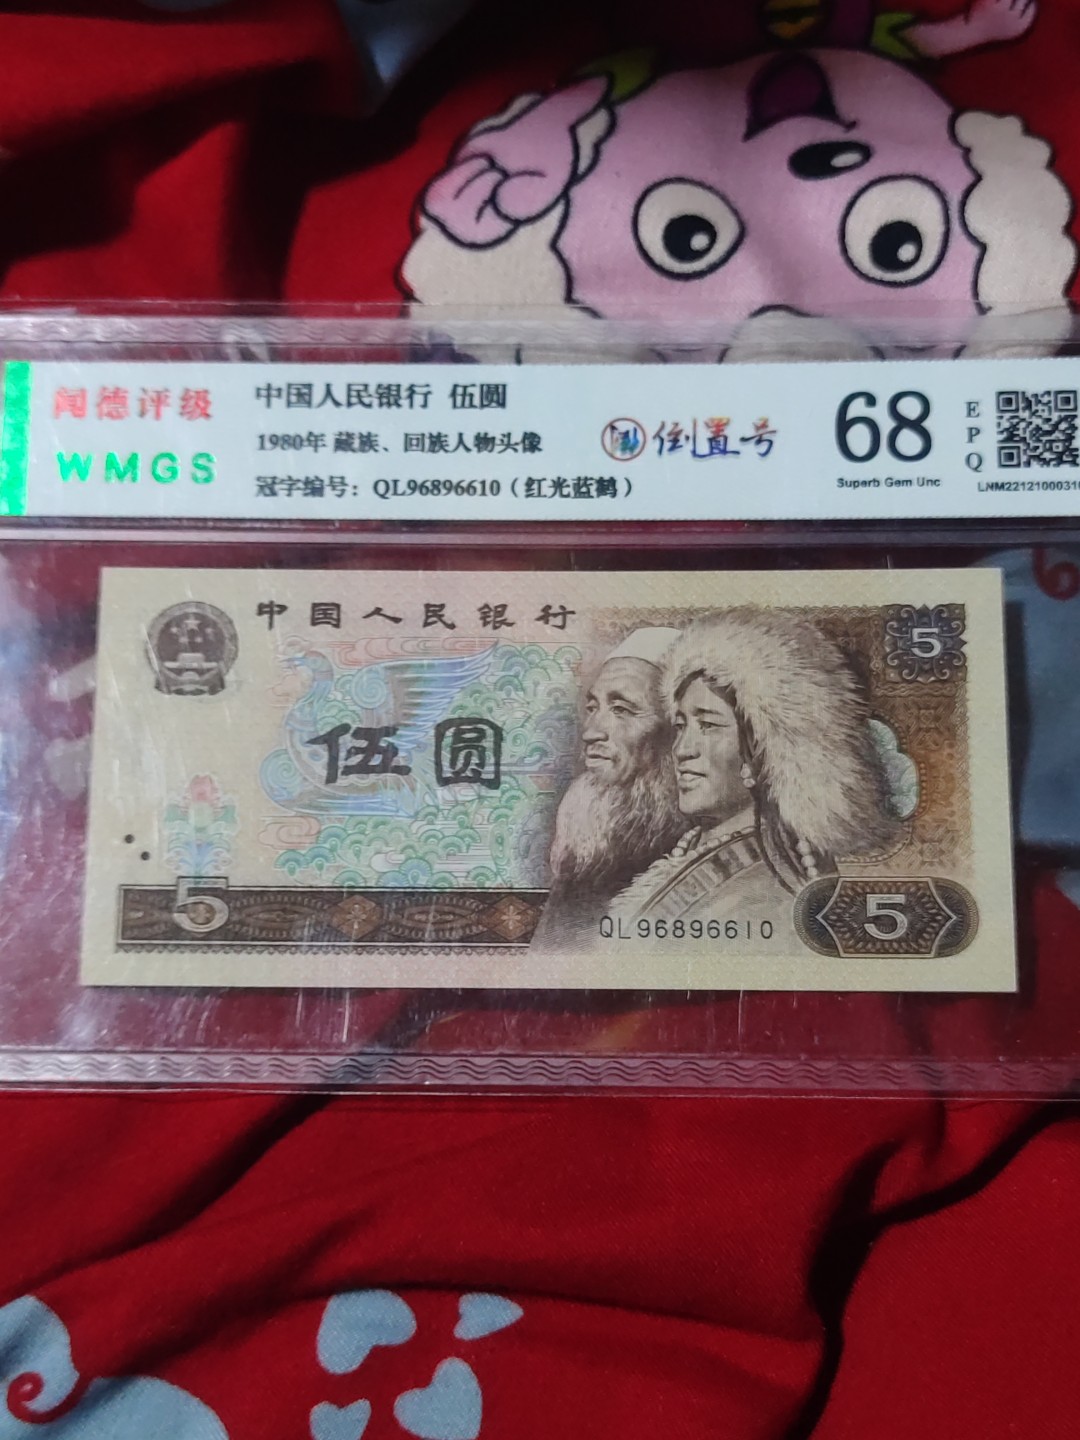 闻德评级
WMGS
中国人民银行 伍圆
1980年 藏族、回族人物头像
冠字编号：QL96896610（红光蓝鹤）
倒置号
68
Superb Gem Unc
EPQ
LNM2212100031
中国人民银行
5
伍圆
5
QL96896610
5